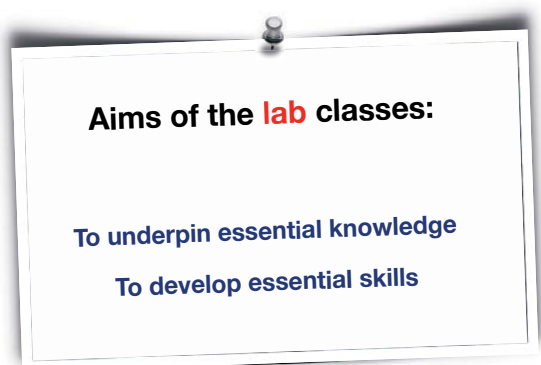 Aims of the lab classes:
To underpin essential knowledge
To develop essential skills